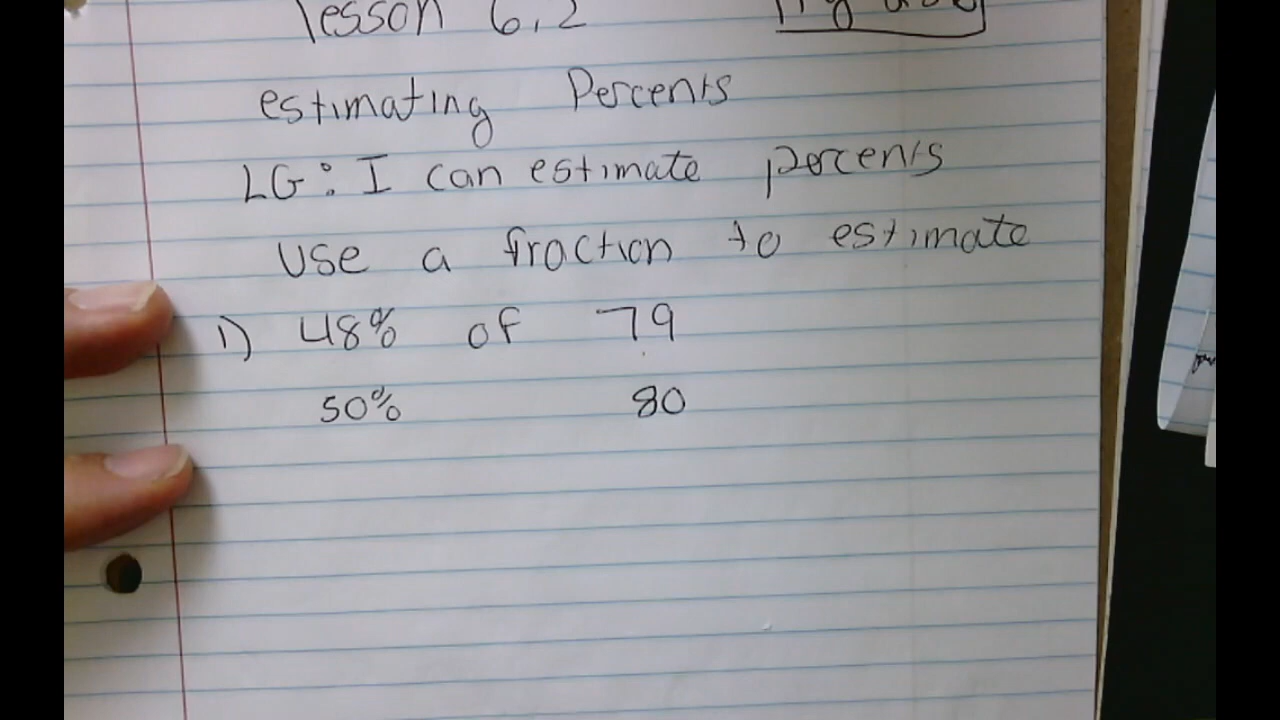 lesson 6.2
estimating Percents
LG: I can estimate percents
Use a fraction to estimate
1) 48% of 79
50% 80